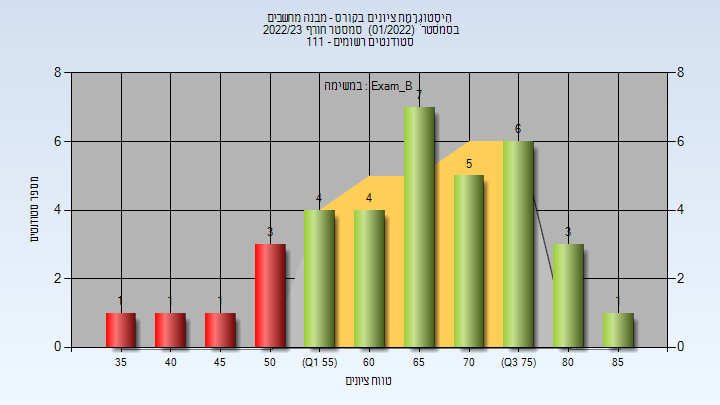 היסטוגרמת ציונים בקורס - מבנה מחשבים
בסמסטר (01/2022) סמסטר חורף 2022/23
סטודנטים רשומים - 111
במשימה : Exam_B
8 8
6 6
4 4
2 2
0 0
מספר סטודנטים
1 1 1 3 4 4 7 5 6 3 1
35 40 45 50 (Q1 55) 60 65 70 (Q3 75) 80 85
טווח ציונים